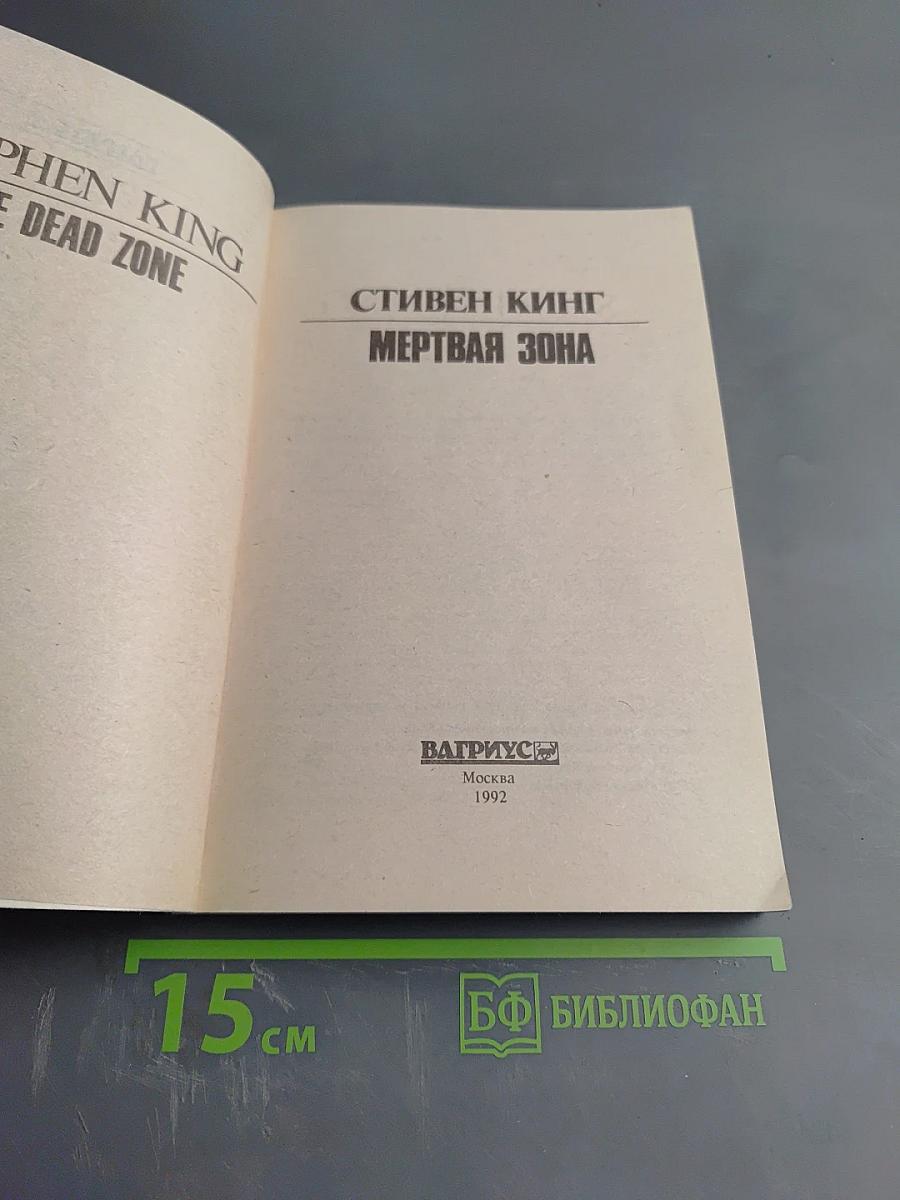 PHEN KING
E DEAD ZONE
СТИВЕН КИНГ
МЕРТВАЯ ЗОНА
ВАГРИУС
Москва
1992
15 см
БФ БИБЛИОФАН